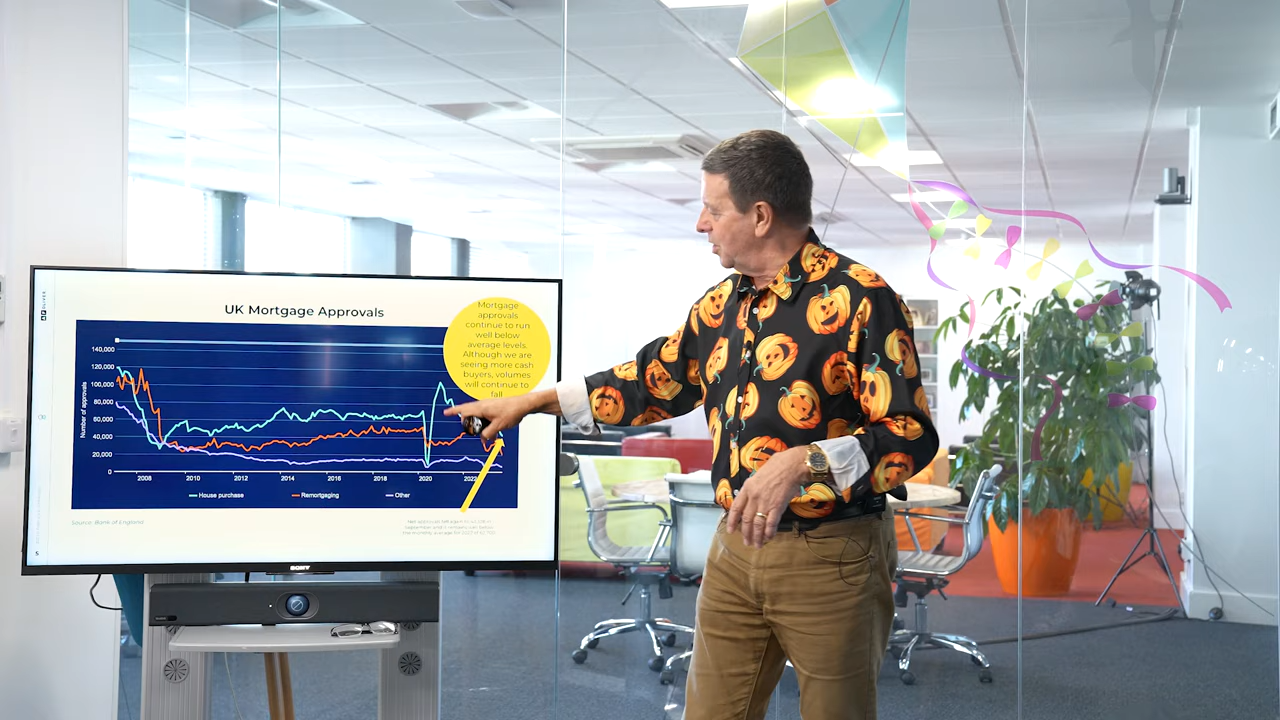 UK Mortgage Approvals
Mortgage
approvals
continue to run
well below
average levels.
Although we are
seeing more cash
buyers, volumes
will continue to
fall
Number of approvals
140,000
120,000
100,000
80,000
60,000
40,000
20,000
0
2008 2010 2012 2014 2016 2018 2020 2022
House purchase Remortgaging Other
Source: Bank of England
5
SONY